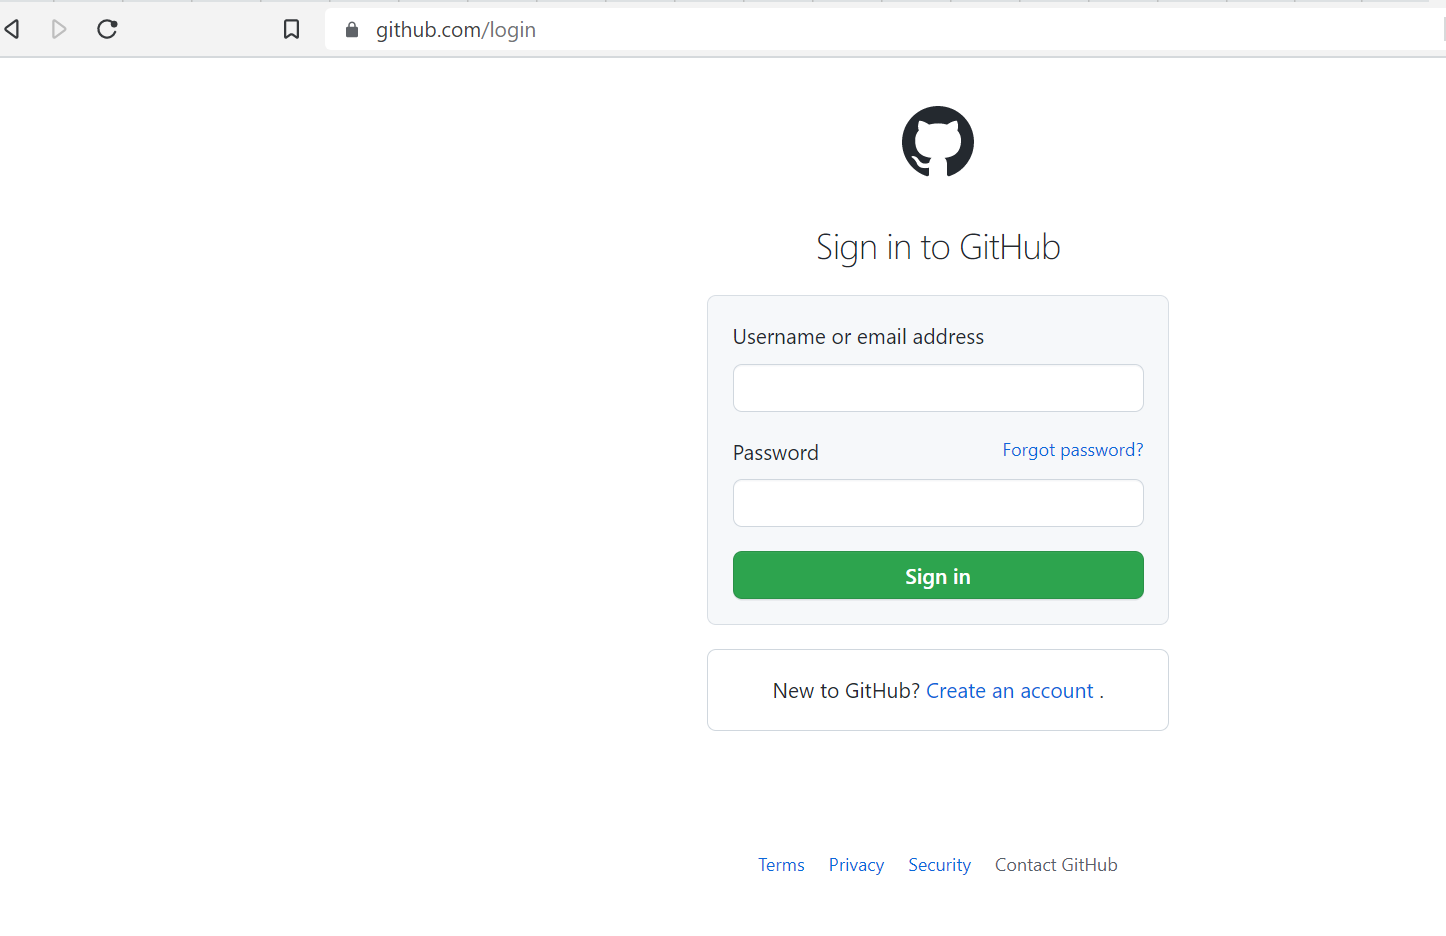 github.com/login
Sign in to GitHub
Username or email address
Password Forgot password?
Sign in
New to GitHub? Create an account .
Terms Privacy Security Contact GitHub